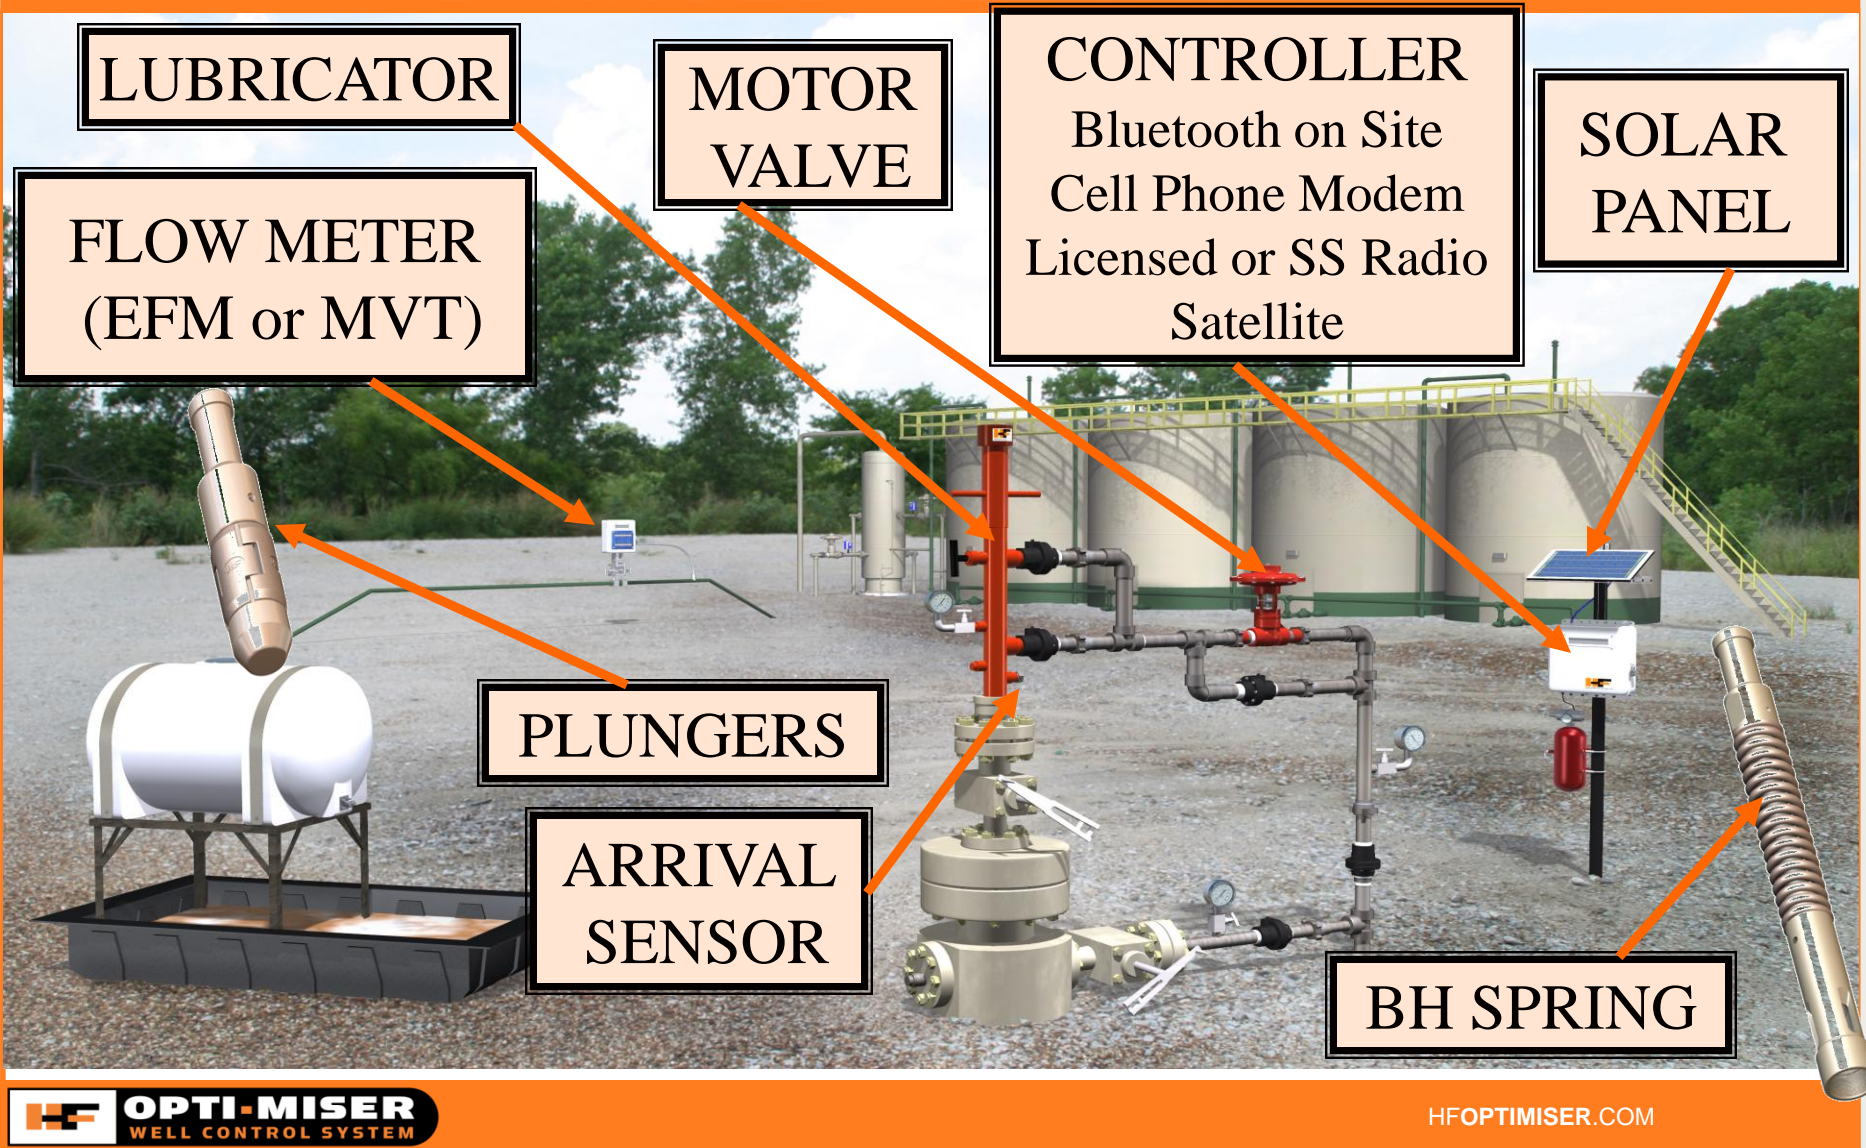 LUBRICATOR
MOTOR
VALVE
CONTROLLER
Bluetooth on Site
Cell Phone Modem
Licensed or SS Radio
Satellite
SOLAR
PANEL
FLOW METER
(EFM or MVT)
PLUNGERS
ARRIVAL
SENSOR
BH SPRING
HF OPTI-MISER
WELL CONTROL SYSTEM
HFOPTIMISER.COM